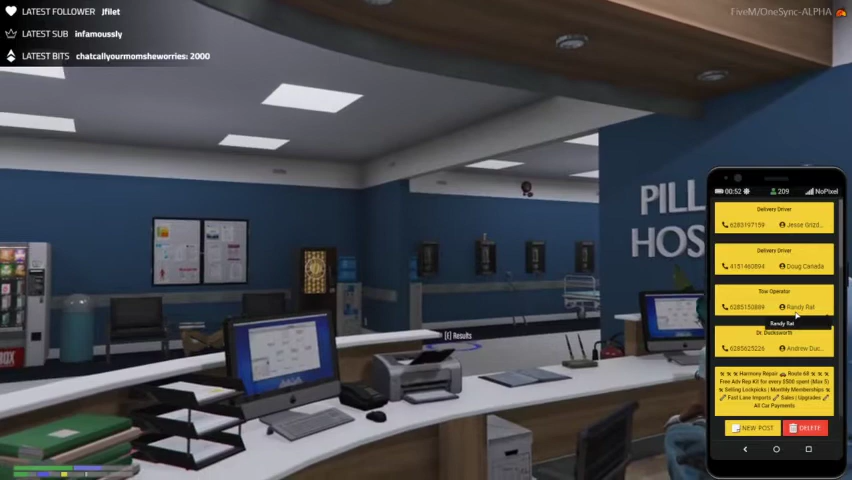 LATEST FOLLOWER Jfilet
LATEST SUB infamoussly
LATEST BITS chatcallyourmomsheworries: 2000
FiveM/OneSync-ALPHA
PILL
HOS
[E] Results
00:52
209
NoPixel
Delivery Driver
6283197159 Jesse Grizd...
Delivery Driver
4151460894 Doug Canada
Tow Operator
6285150889 Randy Rat
Randy Rat
Dr. Ducksworth
6285625226 Andrew Duc...
Harmony Repair Route 68
Free Adv Rep Kit for every $500 spent (Max 5)
Selling Lockpicks | Monthly Memberships
Fast Lane Imports Sales | Upgrades
All Car Payments
NEW POST
DELETE